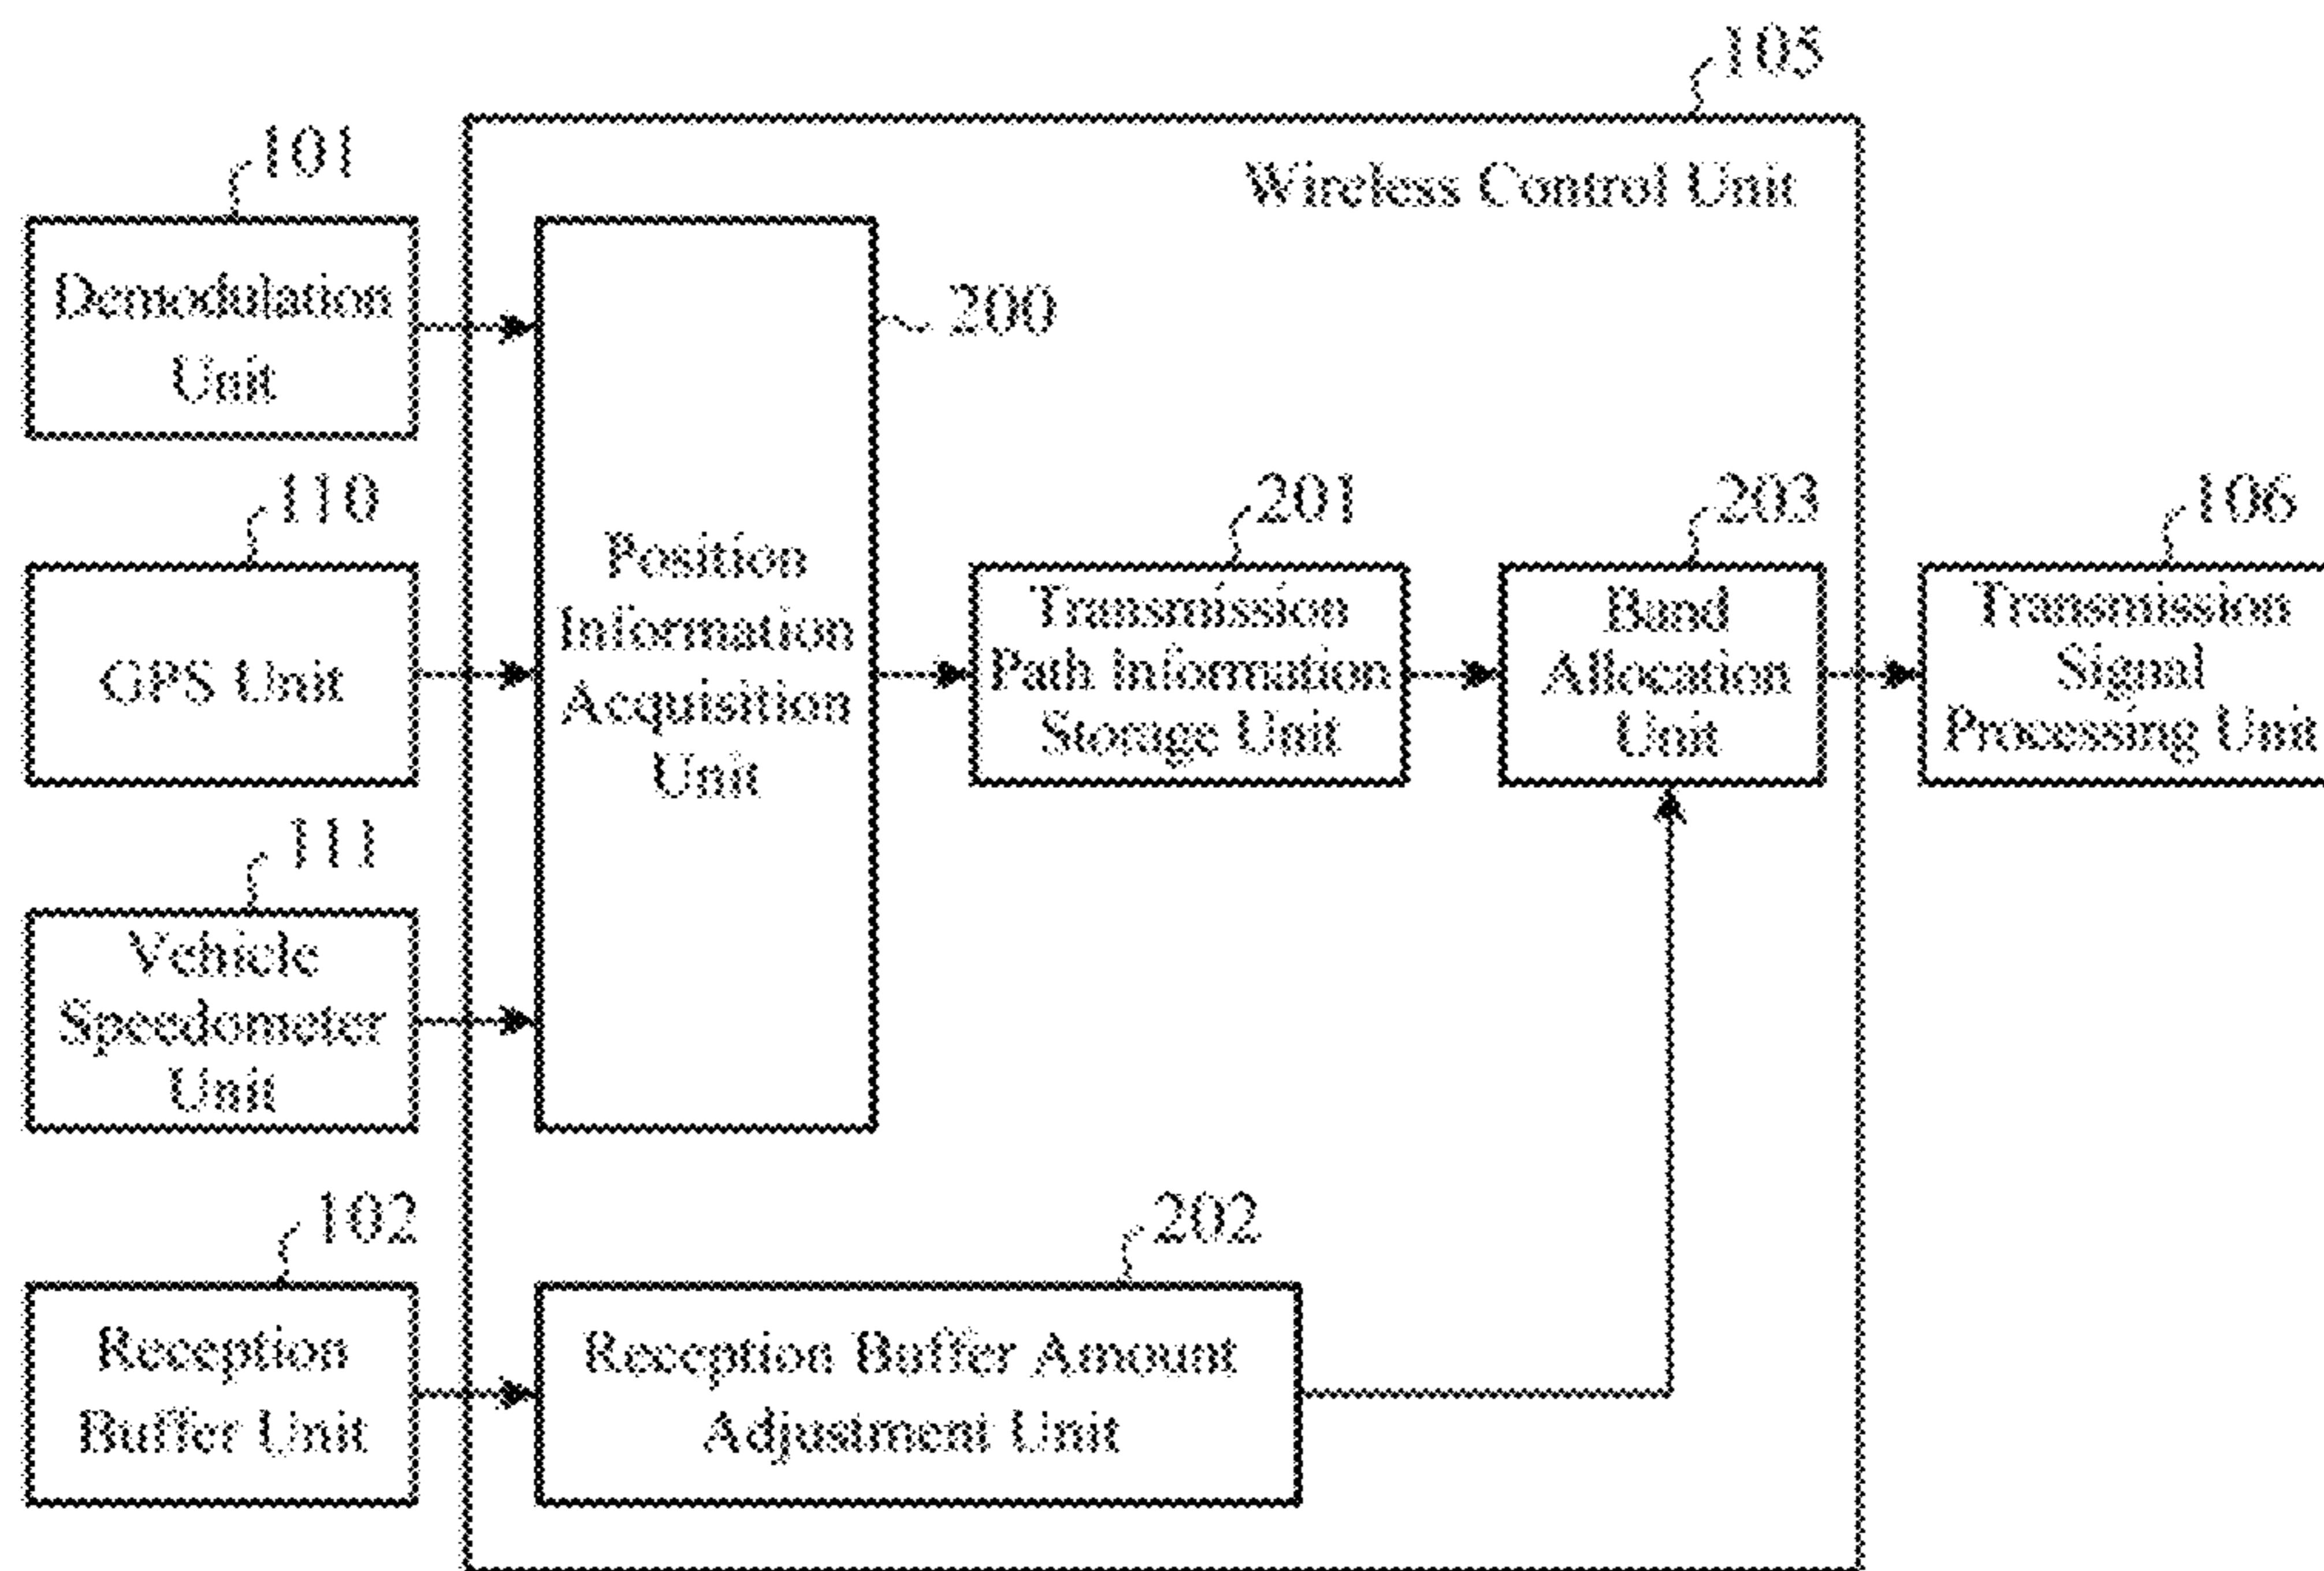 105
Wireless Control Unit
101
Demodulation
Unit
200
110
GPS Unit
Position
Information
Acquisition
Unit
201
Transmission
Path Information
Storage Unit
203
Band
Allocation
Unit
106
Transmission
Signal
Processing Unit
111
Vehicle
Speedometer
Unit
102
Reception
Buffer Unit
202
Reception Buffer Amount
Adjustment Unit